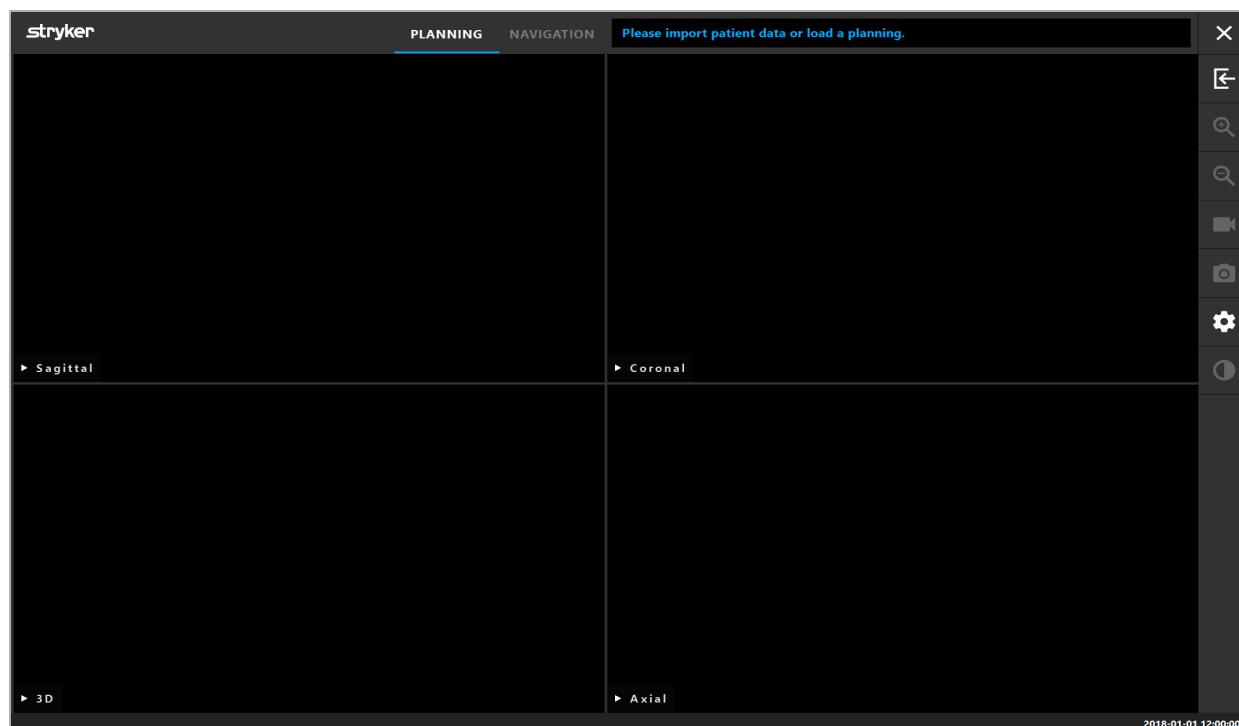 stryker
PLANNING NAVIGATION Please import patient data or load a planning.
Sagittal
Coronal
3D
Axial
2018-01-01 12:00:00